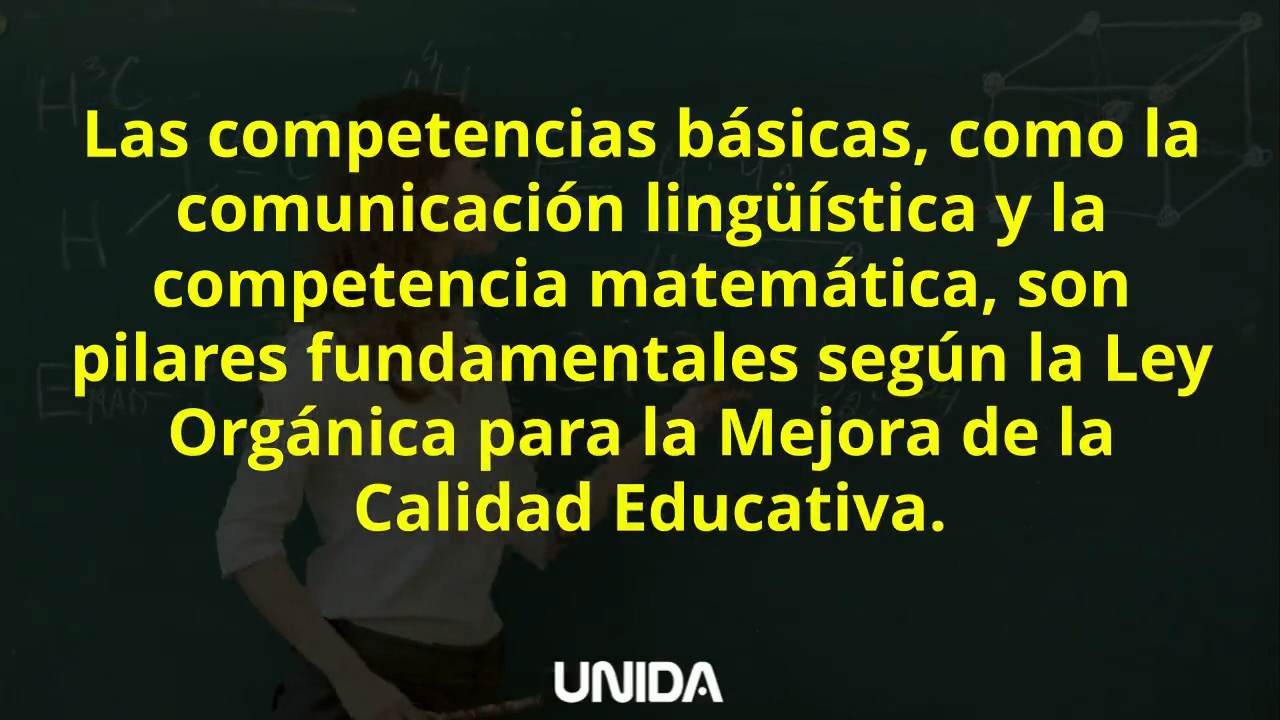 Las competencias básicas, como la
comunicación lingüística y la
competencia matemática, son
pilares fundamentales según la Ley
Orgánica para la Mejora de la
Calidad Educativa.
UNIDA